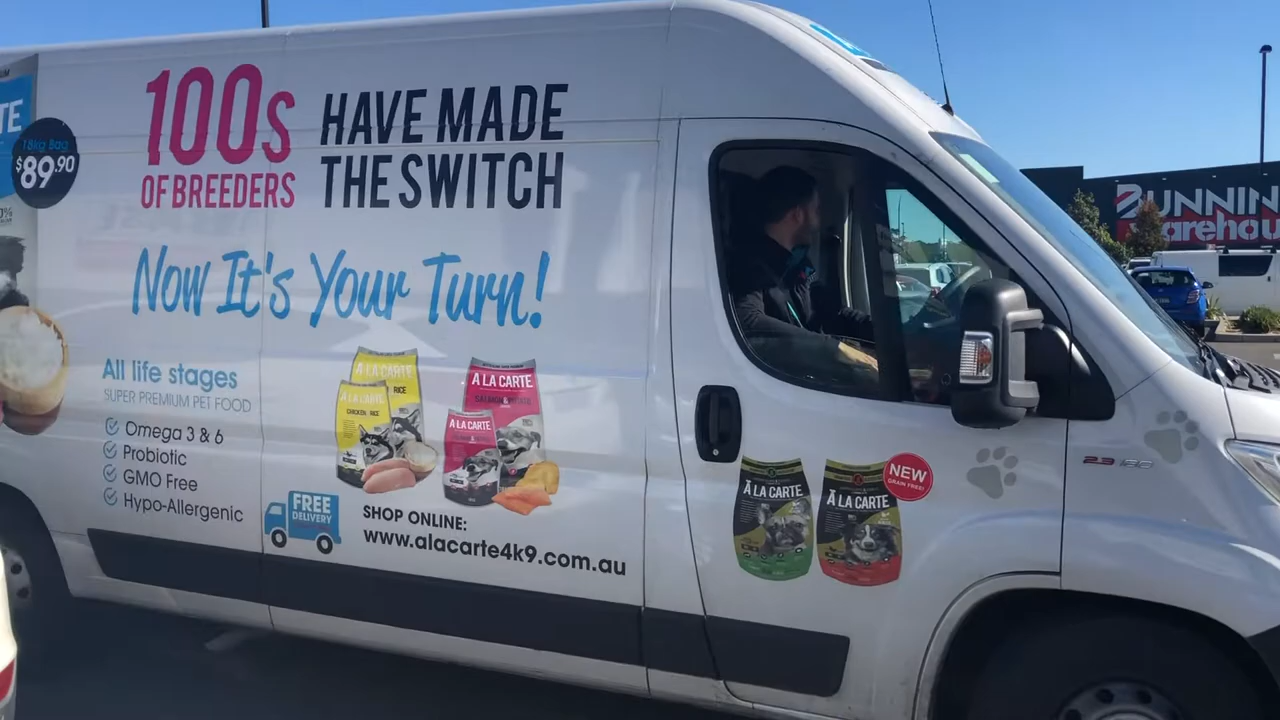 TE
18kg Bag
$89.90
100s
OF BREEDERS
HAVE MADE
THE SWITCH
Now It's Your Turn!
All life stages
SUPER PREMIUM PET FOOD
Omega 3 & 6
Probiotic
GMO Free
Hypo-Allergenic
A LA CARTE
RICE
A LA CARTE
CHICKEN & RICE
A LA CARTE
A LA CARTE
FREE
DELIVERY
SHOP ONLINE:
www.alacarte4k9.com.au
À LA CARTE
À LA CARTE
NEW
GRAIN FREE!
2.3
BUNNIN
warehou